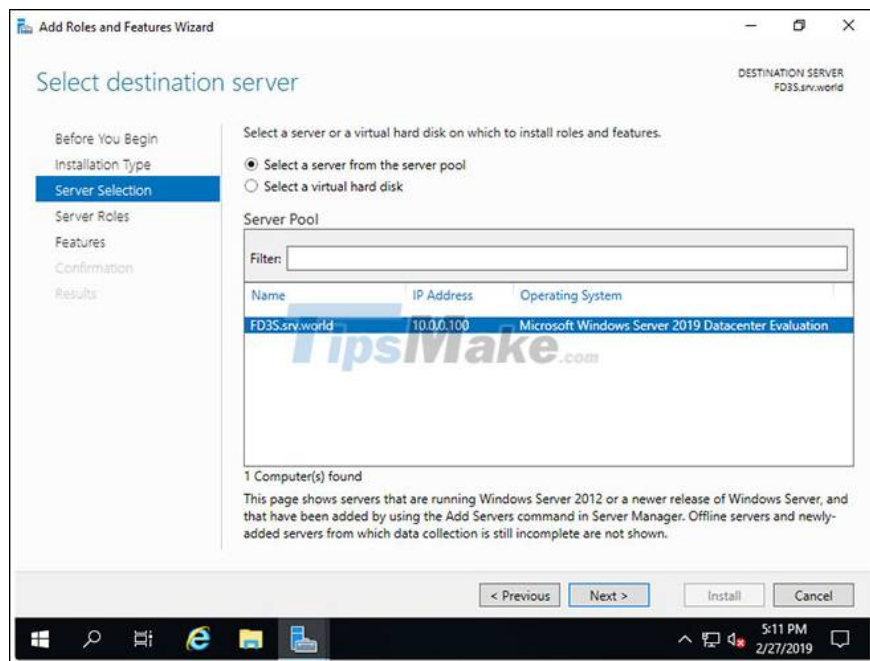 Add Roles and Features Wizard
Select destination server
DESTINATION SERVER
FD3S.srv.world
Before You Begin
Installation Type
Server Selection
Server Roles
Features
Confirmation
Results
Select a server or a virtual hard disk on which to install roles and features.
Select a server from the server pool
Select a virtual hard disk
Server Pool
Filter:
Name IP Address Operating System
FD3S.srv.world 10.0.0.100 Microsoft Windows Server 2019 Datacenter Evaluation
TipsMake.com
1 Computer(s) found
This page shows servers that are running Windows Server 2012 or a newer release of Windows Server, and
that have been added by using the Add Servers command in Server Manager. Offline servers and newly-
added servers from which data collection is still incomplete are not shown.
< Previous Next > Install Cancel
5:11 PM
2/27/2019